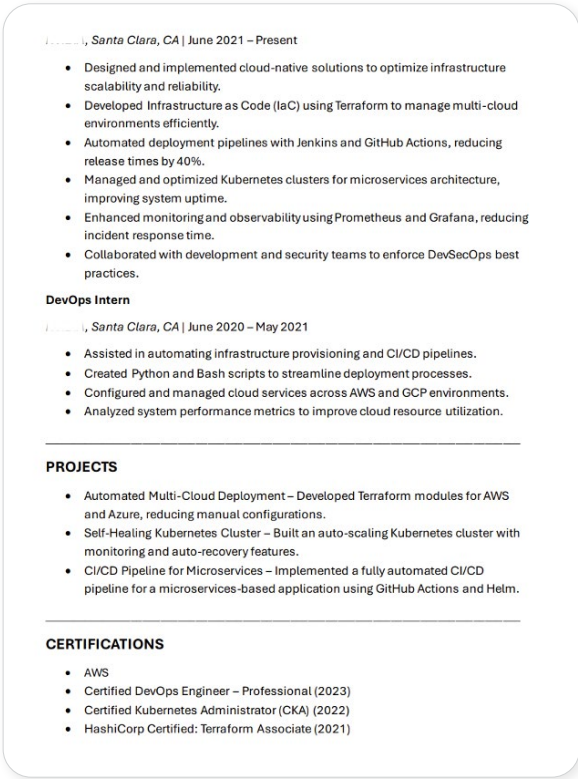 , Santa Clara, CA | June 2021 – Present
• Designed and implemented cloud-native solutions to optimize infrastructure
scalability and reliability.
• Developed Infrastructure as Code (IaC) using Terraform to manage multi-cloud
environments efficiently.
• Automated deployment pipelines with Jenkins and GitHub Actions, reducing
release times by 40%.
• Managed and optimized Kubernetes clusters for microservices architecture,
improving system uptime.
• Enhanced monitoring and observability using Prometheus and Grafana, reducing
incident response time.
• Collaborated with development and security teams to enforce DevSecOps best
practices.
DevOps Intern
, Santa Clara, CA | June 2020 – May 2021
• Assisted in automating infrastructure provisioning and CI/CD pipelines.
• Created Python and Bash scripts to streamline deployment processes.
• Configured and managed cloud services across AWS and GCP environments.
• Analyzed system performance metrics to improve cloud resource utilization.
PROJECTS
• Automated Multi-Cloud Deployment – Developed Terraform modules for AWS
and Azure, reducing manual configurations.
• Self-Healing Kubernetes Cluster – Built an auto-scaling Kubernetes cluster with
monitoring and auto-recovery features.
• CI/CD Pipeline for Microservices – Implemented a fully automated CI/CD
pipeline for a microservices-based application using GitHub Actions and Helm.
CERTIFICATIONS
• AWS
• Certified DevOps Engineer – Professional (2023)
• Certified Kubernetes Administrator (CKA) (2022)
• HashiCorp Certified: Terraform Associate (2021)